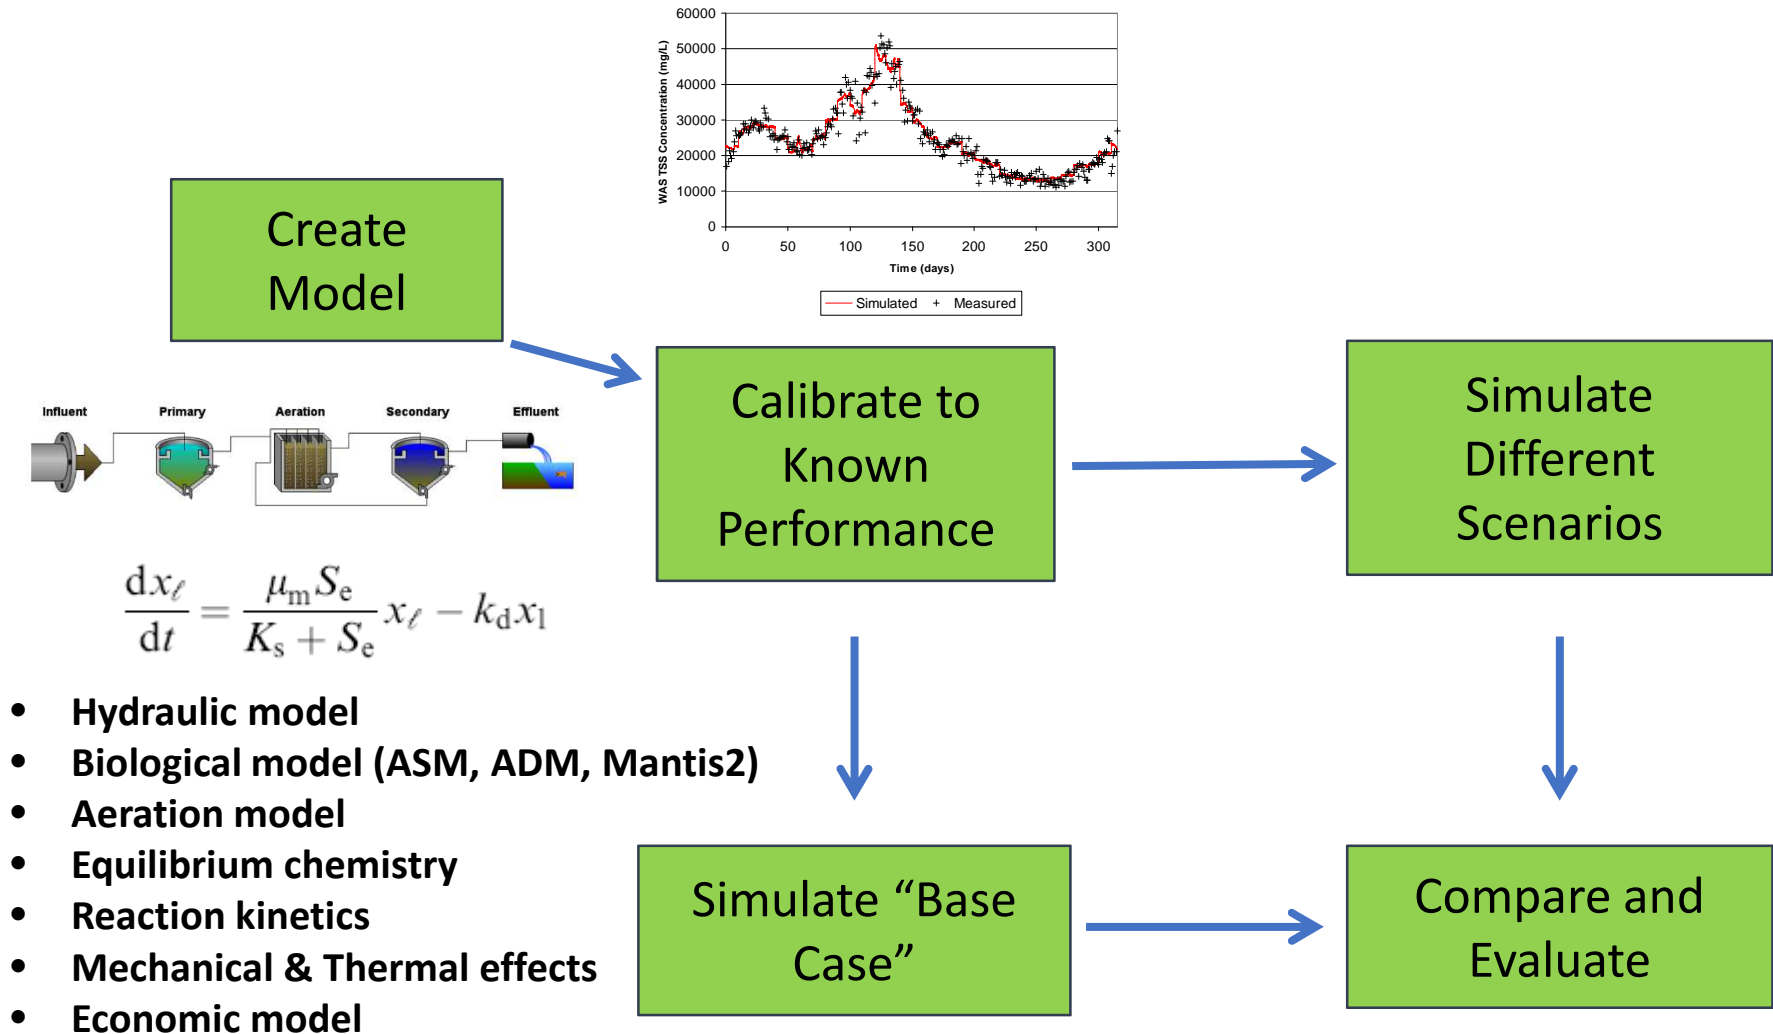 60000
50000
40000
30000
20000
10000
0
WAS TSS Concentration (mg/L)
0 50 100 150 200 250 300
Time (days)
Simulated + Measured
Create
Model
Calibrate to
Known
Performance
Simulate
Different
Scenarios
Influent Primary Aeration Secondary Effluent
dxℓ/dt = μₘSₑ/(Kₛ + Sₑ) xℓ − k_d xₗ
• Hydraulic model
• Biological model (ASM, ADM, Mantis2)
• Aeration model
• Equilibrium chemistry
• Reaction kinetics
• Mechanical & Thermal effects
• Economic model
Simulate “Base
Case”
Compare and
Evaluate